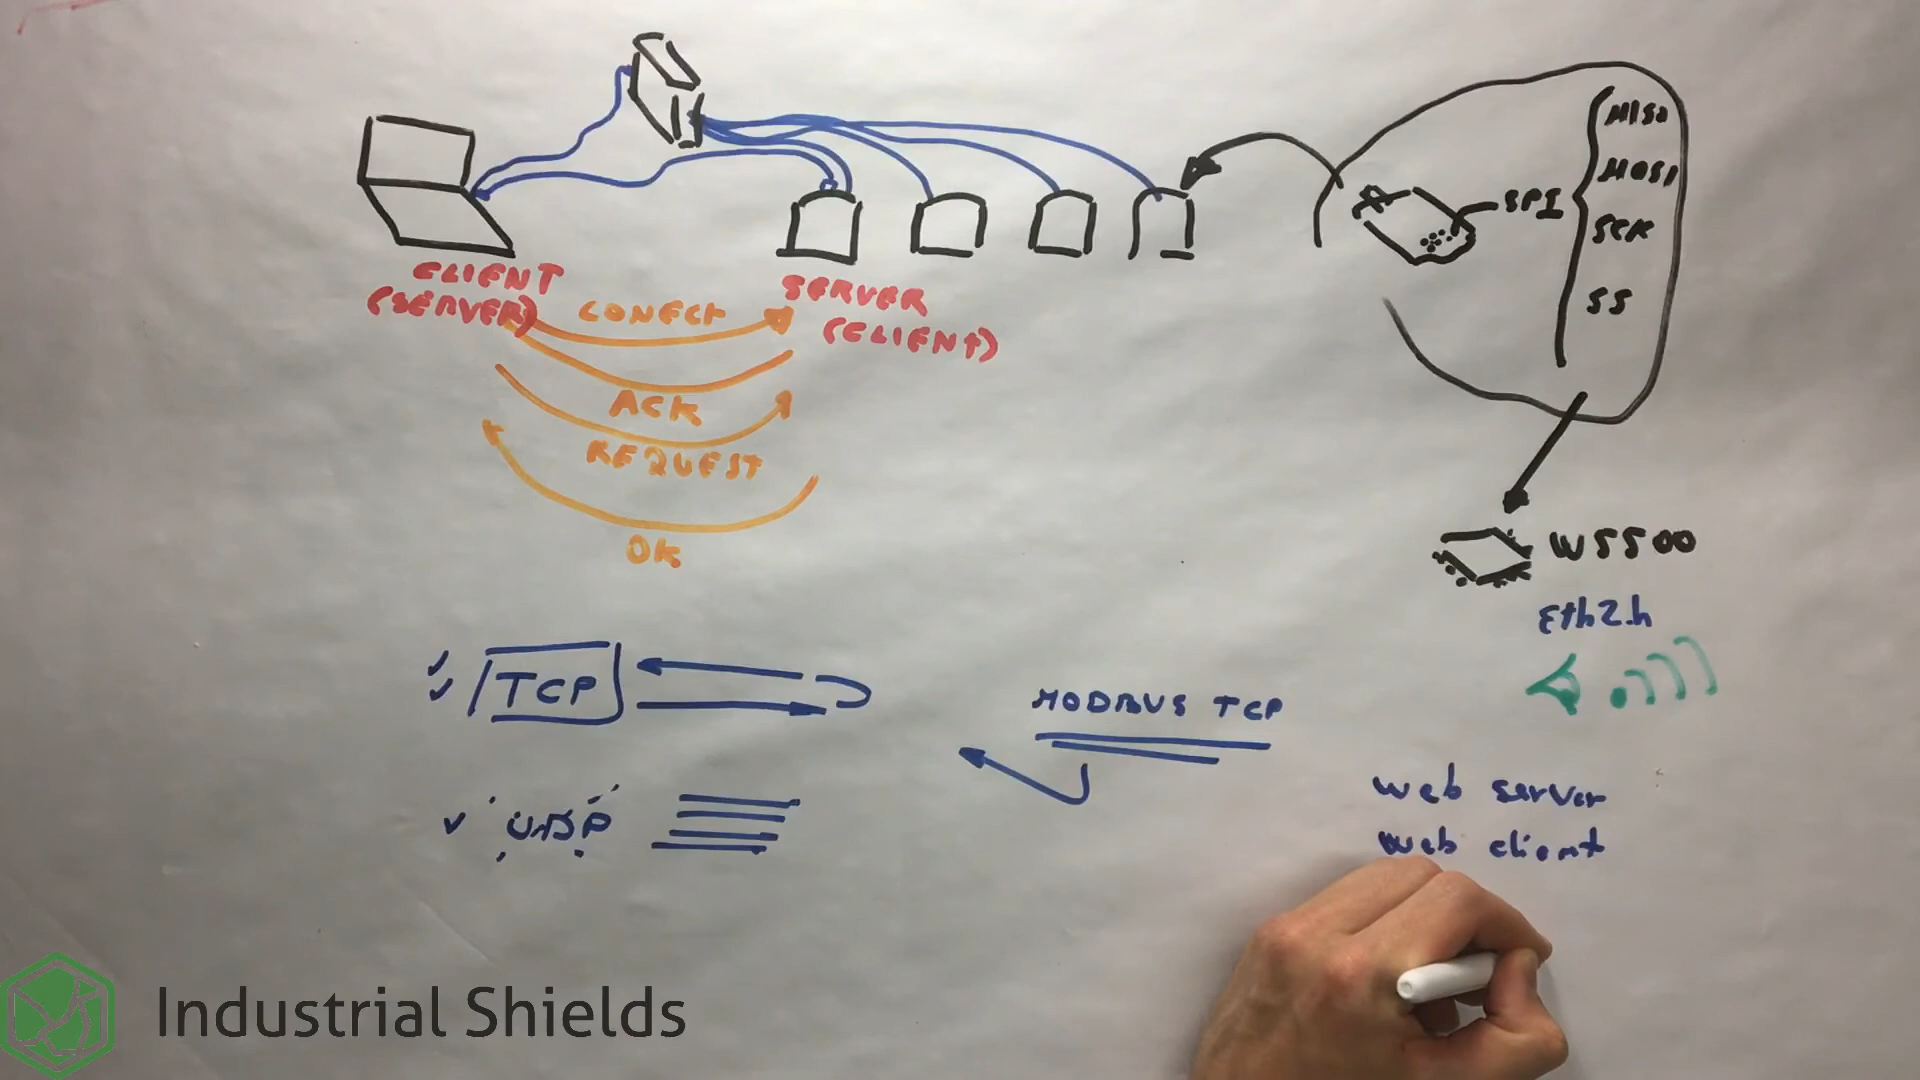 CLIENT
(SERVER)
SERVER
(CLIENT)
CONECT
ACK
REQUEST
OK
SPI
MISO
MOSI
SCK
SS
W5500
Eth2.h
TCP
UDP
MODBUS TCP
web server
web client
Industrial Shields